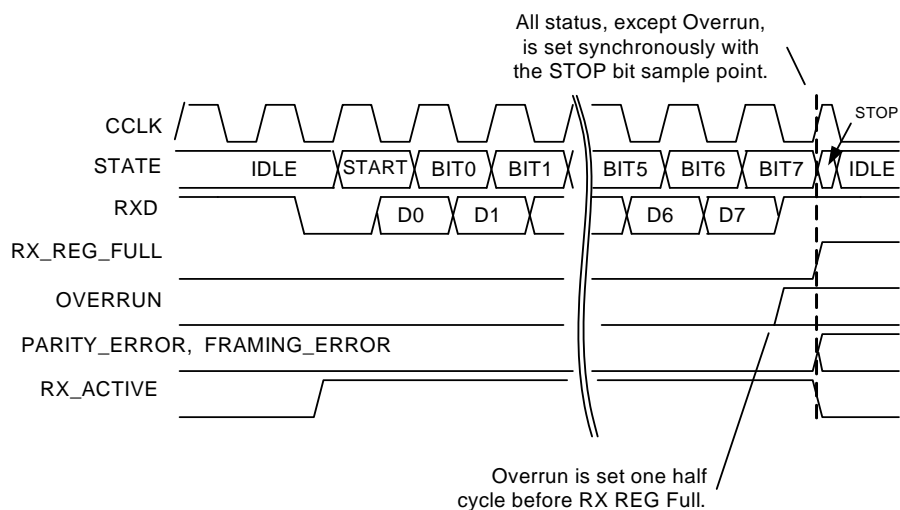 All status, except Overrun,
is set synchronously with
the STOP bit sample point.
CCLK
STOP
STATE IDLE START BIT0 BIT1 BIT5 BIT6 BIT7 IDLE
RXD D0 D1 D6 D7
RX_REG_FULL
OVERRUN
PARITY_ERROR, FRAMING_ERROR
RX_ACTIVE
Overrun is set one half
cycle before RX REG Full.